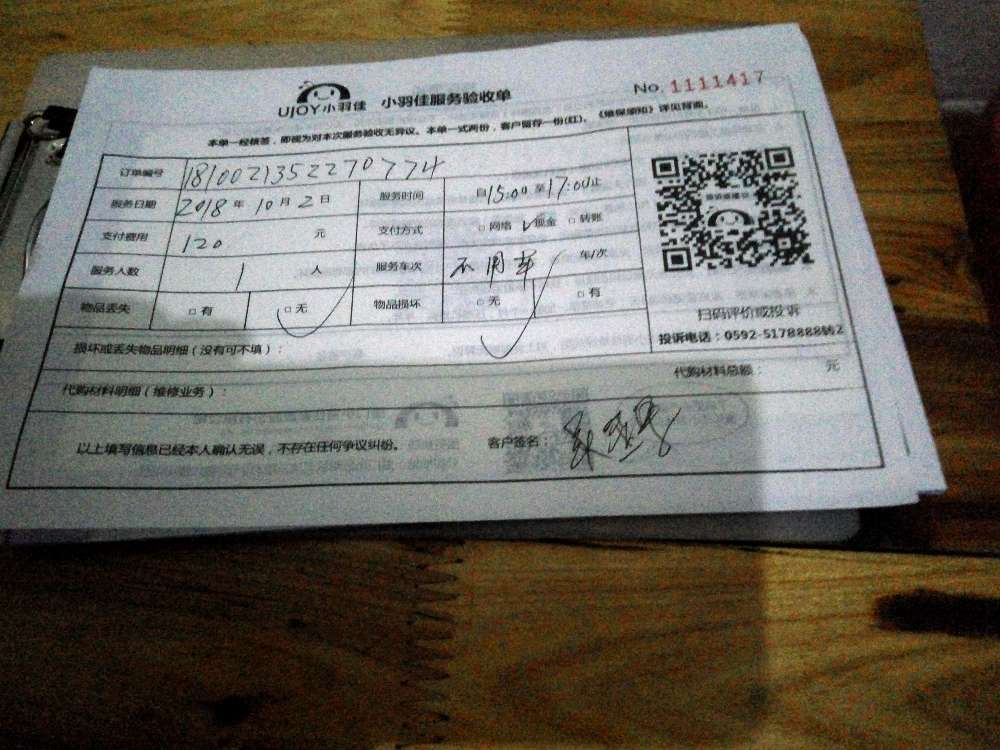 UJOY小羽佳 小羽佳服务验收单 No. 1111417
本单一经核签，即视为对本次服务验收无异议。本单一式两份，客户留存一份(红)。《维保须知》详见背面。
订单编号 1810021352270774
服务日期 2018年10月2日 服务时间 自15:00至17:00止
支付费用 120 元 支付方式 □网络 ✓现金 □转账
服务人数 1 人 服务车次 不用车 车/次
物品丢失 □有 □无 ✓ 物品损坏 □无 ✓ □有
扫码评价或投诉
投诉电话：0592-5178888转2
损坏或丢失物品明细（没有可不填）：
代购材料明细（维修业务）： 代购材料总额： 元
以上填写信息已经本人确认无误，不存在任何争议纠纷。 客户签名：